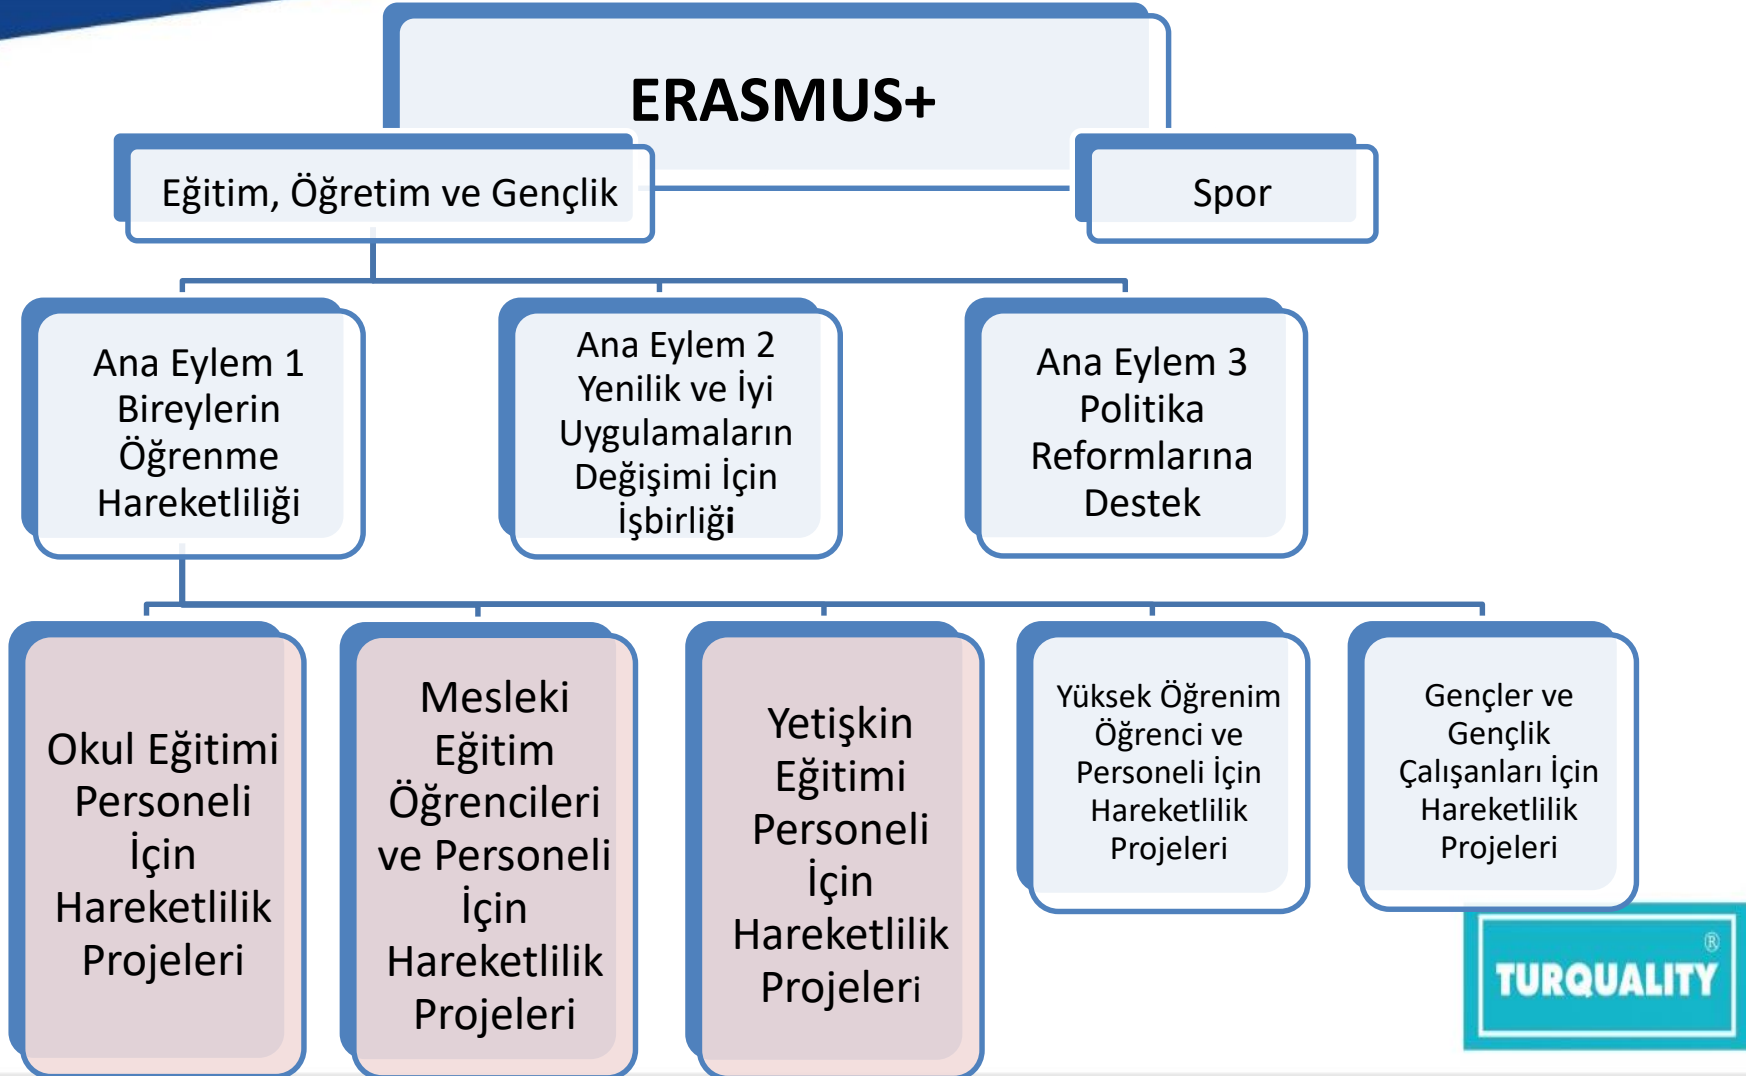 ERASMUS+
Eğitim, Öğretim ve Gençlik
Spor
Ana Eylem 1
Bireylerin
Öğrenme
Hareketliliği
Ana Eylem 2
Yenilik ve İyi
Uygulamaların
Değişimi İçin
İşbirliği
Ana Eylem 3
Politika
Reformlarına
Destek
Okul Eğitimi
Personeli
İçin
Hareketlilik
Projeleri
Mesleki
Eğitim
Öğrencileri
ve Personeli
İçin
Hareketlilik
Projeleri
Yetişkin
Eğitimi
Personeli
İçin
Hareketlilik
Projeleri
Yüksek Öğrenim
Öğrenci ve
Personeli İçin
Hareketlilik
Projeleri
Gençler ve
Gençlik
Çalışanları İçin
Hareketlilik
Projeleri
TURQUALITY ®